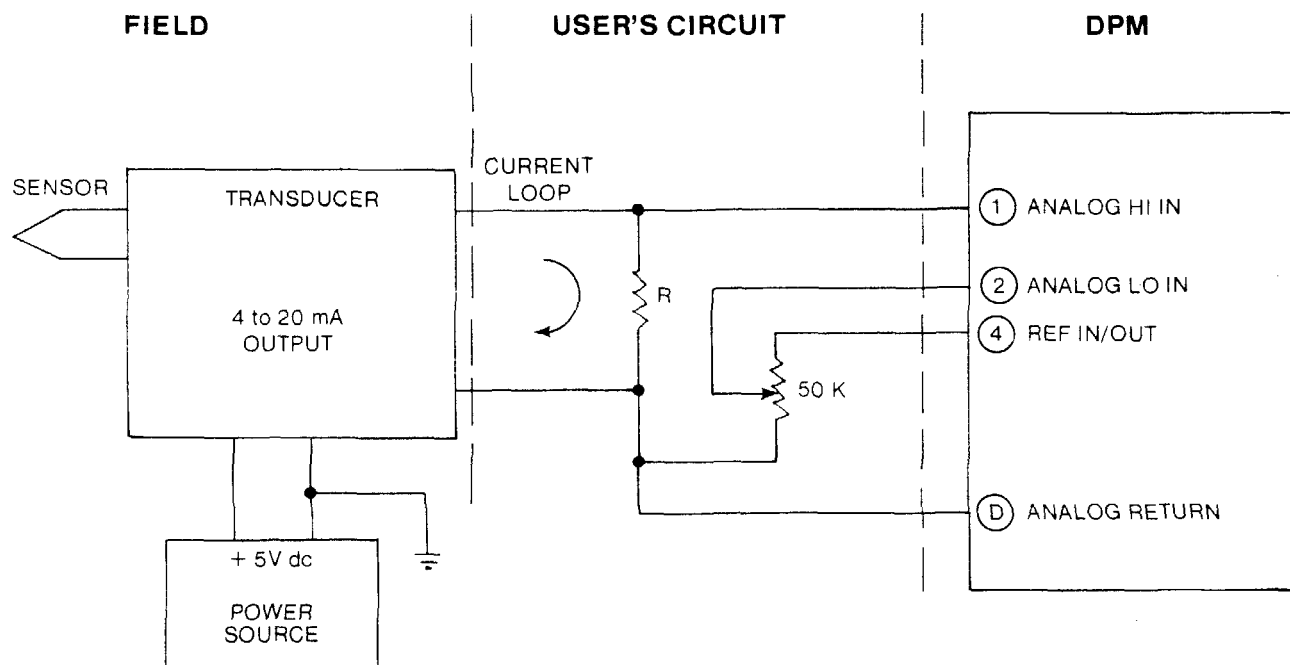 FIELD
USER'S CIRCUIT
DPM
SENSOR
TRANSDUCER
4 to 20 mA
OUTPUT
+ 5V dc
POWER
SOURCE
CURRENT
LOOP
R
50 K
1 ANALOG HI IN
2 ANALOG LO IN
4 REF IN/OUT
D ANALOG RETURN